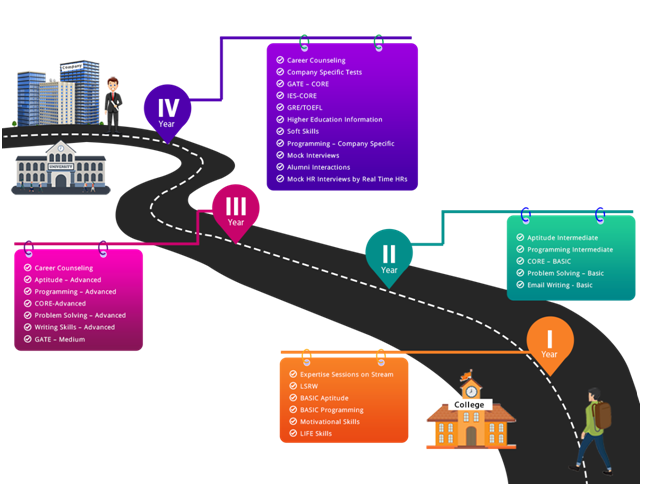 Company
IV
Year
Career Counseling
Company Specific Tests
GATE – CORE
IES-CORE
GRE/TOEFL
Higher Education Information
Soft Skills
Programming – Company Specific
Mock Interviews
Alumni Interactions
Mock HR Interviews by Real Time HRs
UNIVERSITY
III
Year
Career Counseling
Aptitude – Advanced
Programming – Advanced
CORE-Advanced
Problem Solving – Advanced
Writing Skills – Advanced
GATE – Medium
II
Year
Aptitude Intermediate
Programming Intermediate
CORE – BASIC
Problem Solving – Basic
Email Writing - Basic
I
Year
Expertise Sessions on Stream
LSRW
BASIC Aptitude
BASIC Programming
Motivational Skills
LIFE Skills
College